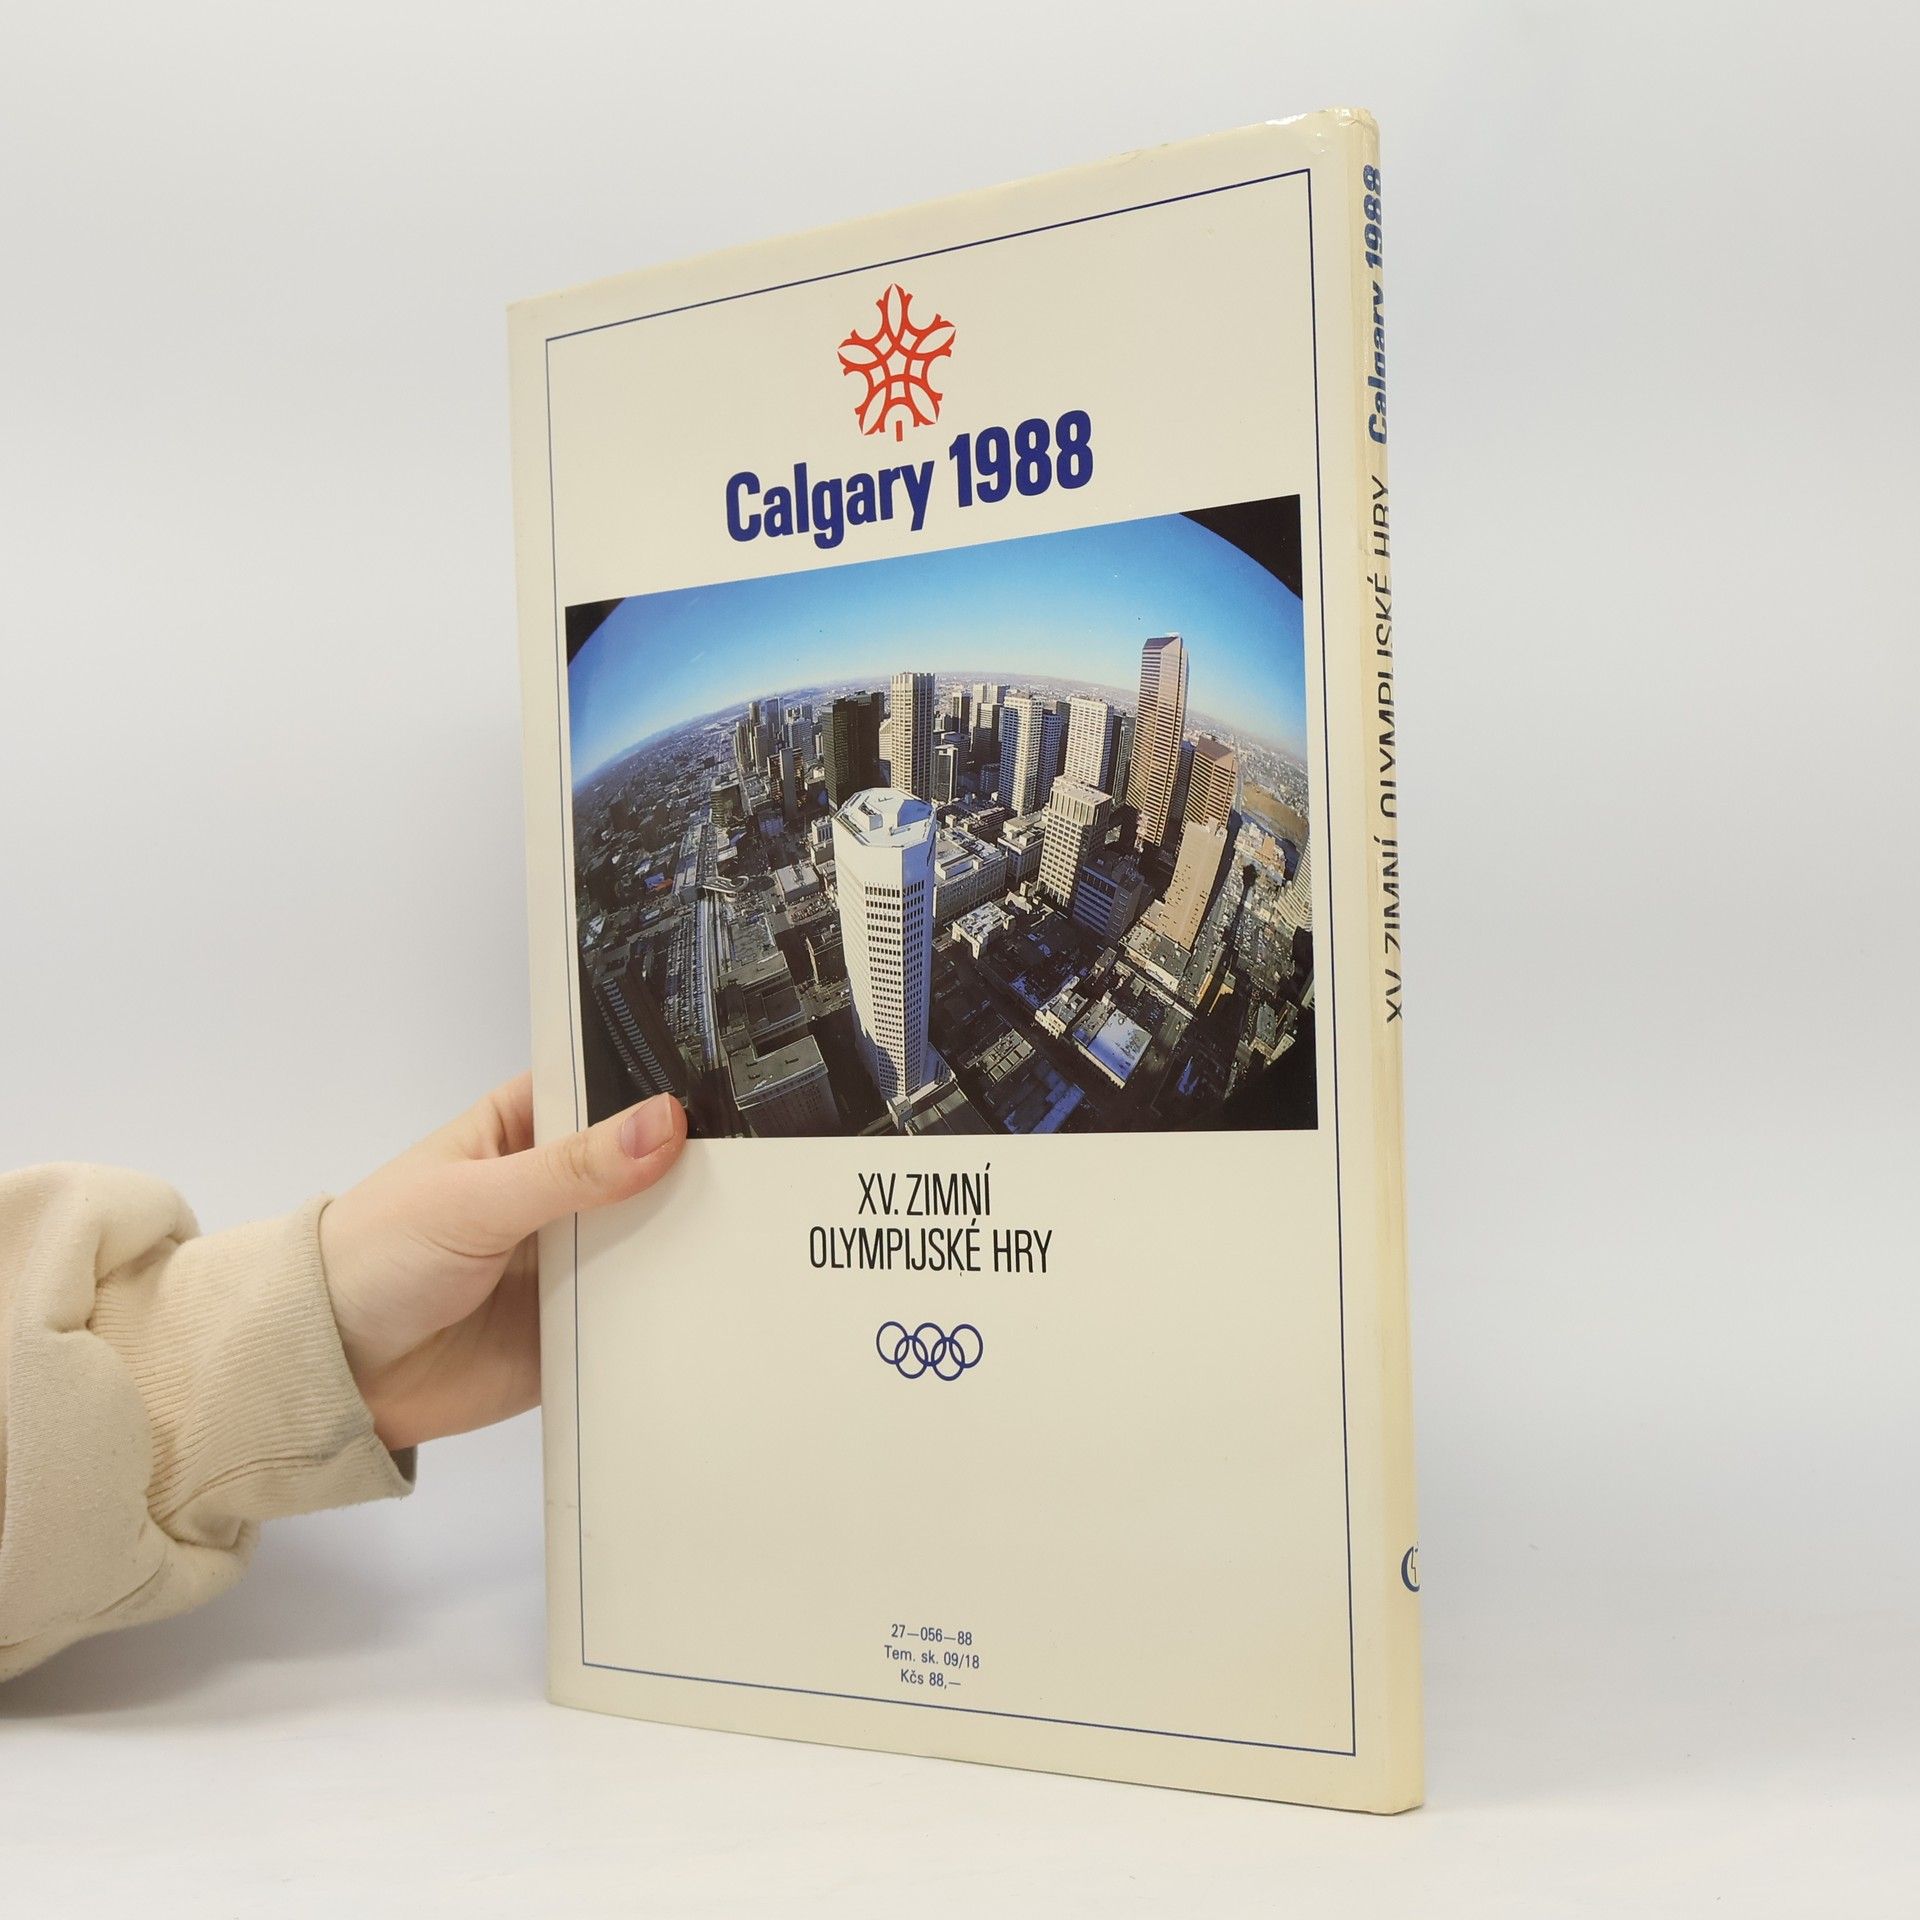 Calgary 1988
XV. ZIMNÍ
OLYMPIJSKÉ HRY
27—056—88
Tem. sk. 09/18
Kčs 88,—
XV. ZIMNÍ OLYMPIJSKÉ HRY Calgary 1988